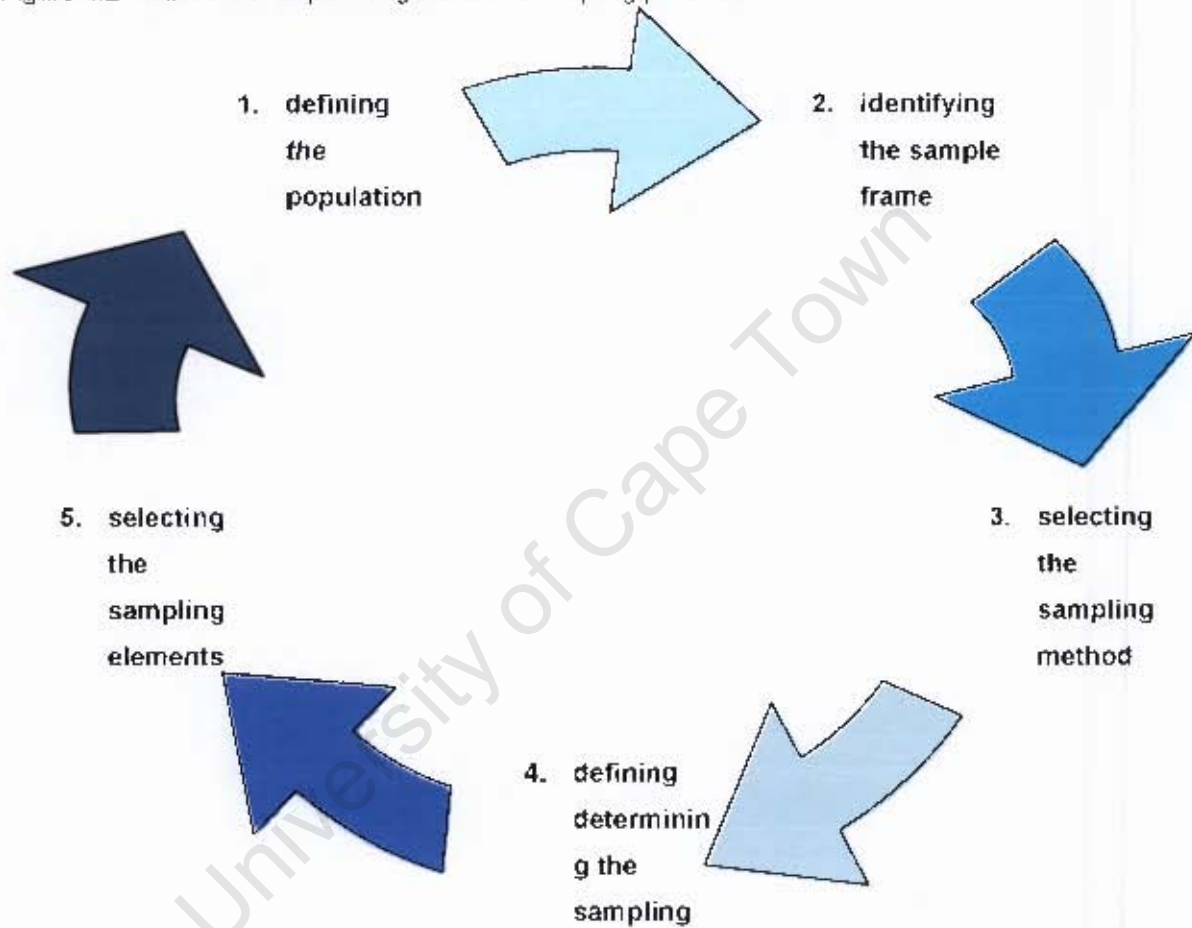 1. defining
the
population
2. identifying
the sample
frame
3. selecting
the
sampling
method
4. defining
determinin
g the
sampling
5. selecting
the
sampling
elements
University of Cape Town